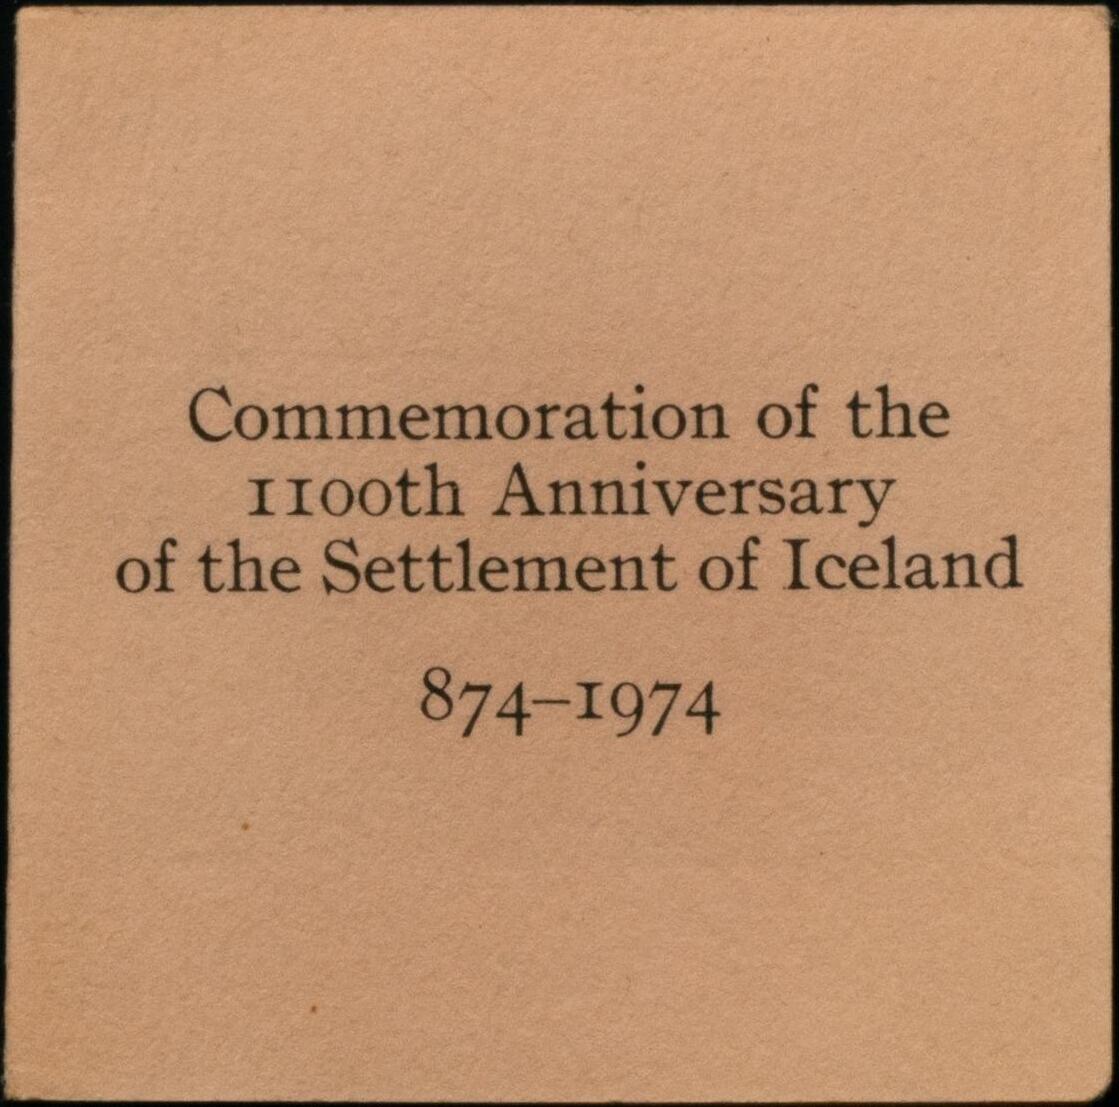 Commemoration of the
1100th Anniversary
of the Settlement of Iceland
874–1974